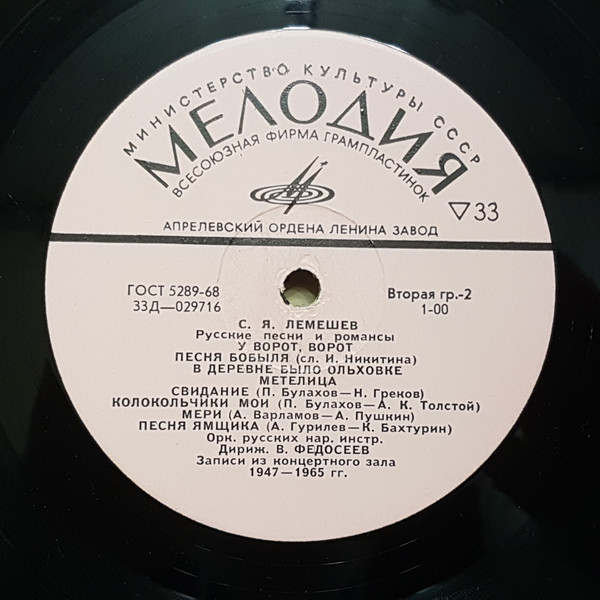 МИНИСТЕРСТВО КУЛЬТУРЫ СССР
МЕЛОДИЯ
ВСЕСОЮЗНАЯ ФИРМА ГРАМПЛАСТИНОК
▽33
АПРЕЛЕВСКИЙ ОРДЕНА ЛЕНИНА ЗАВОД
ГОСТ 5289-68
33Д—029716
Вторая гр.-2
1-00
С. Я. ЛЕМЕШЕВ
Русские песни и романсы
У ВОРОТ, ВОРОТ
ПЕСНЯ БОБЫЛЯ (сл. И. Никитина)
В ДЕРЕВНЕ БЫЛО ОЛЬХОВКЕ
МЕТЕЛИЦА
СВИДАНИЕ (П. Булахов—Н. Греков)
КОЛОКОЛЬЧИКИ МОИ (П. Булахов—А. К. Толстой)
МЕРИ (А. Варламов—А. Пушкин)
ПЕСНЯ ЯМЩИКА (А. Гурилев—К. Бахтурин)
Орк. русских нар. инстр.
Дириж. В. ФЕДОСЕЕВ
Записи из концертного зала
1947—1965 гг.